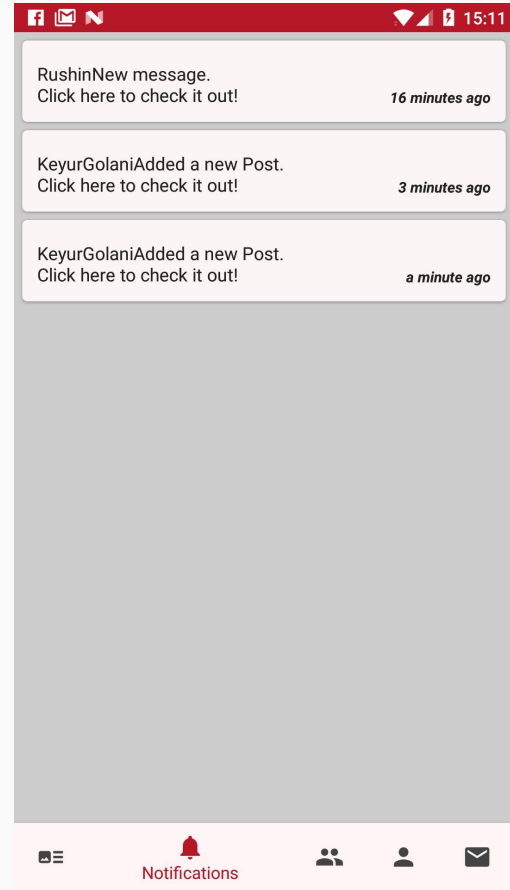 15:11
RushinNew message.
Click here to check it out!
16 minutes ago
KeyurGolaniAdded a new Post.
Click here to check it out!
3 minutes ago
KeyurGolaniAdded a new Post.
Click here to check it out!
a minute ago
Notifications